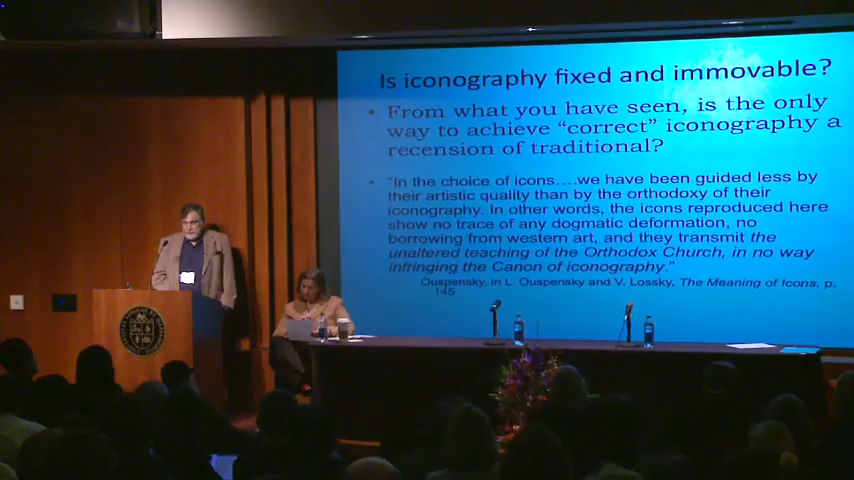 Is iconography fixed and immovable?
• From what you have seen, is the only
way to achieve “correct” iconography a
recension of traditional?
• “In the choice of icons….we have been guided less by
their artistic quality than by the orthodoxy of their
iconography. In other words, the icons reproduced here
show no trace of any dogmatic deformation, no
borrowing from western art, and they transmit the
unaltered teaching of the Orthodox Church, in no way
infringing the Canon of iconography.”
Ouspensky, in L. Ouspensky and V. Lossky, The Meaning of Icons, p.
145